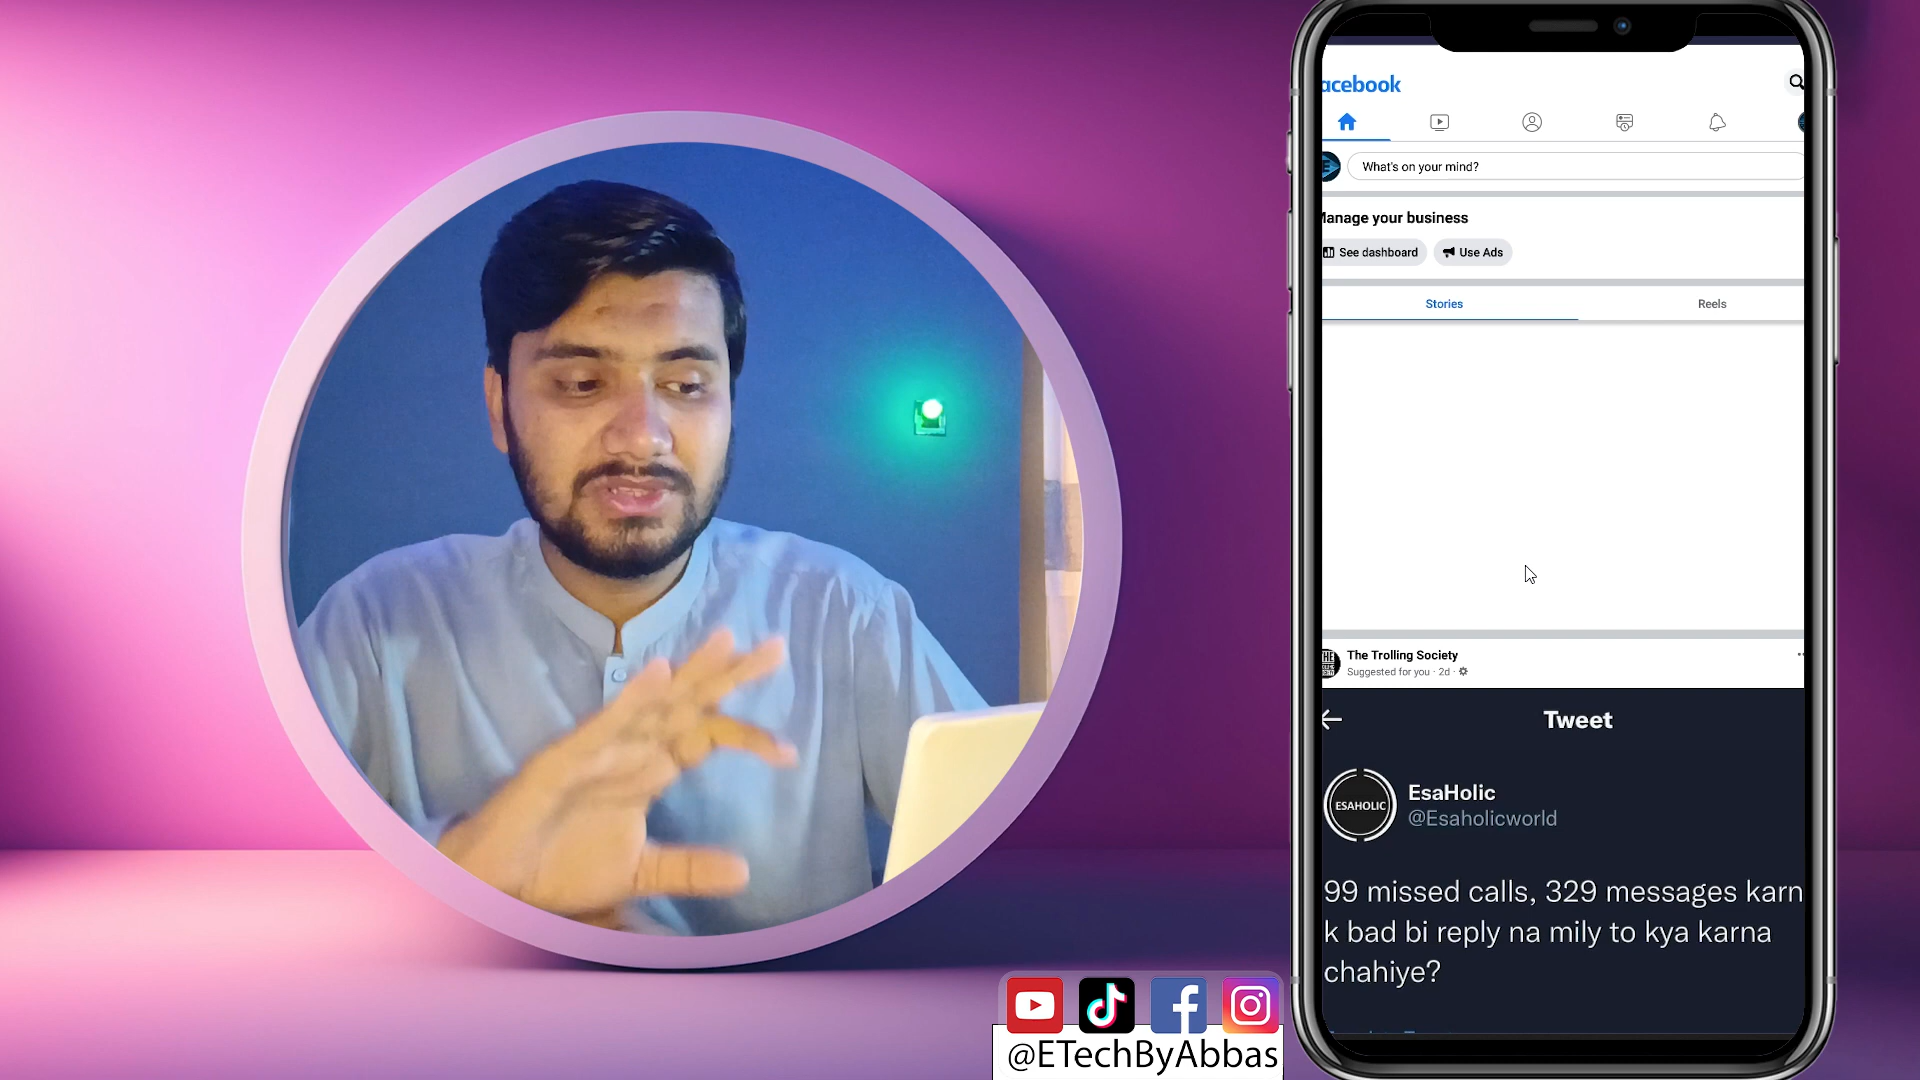 acebook
What's on your mind?
Manage your business
See dashboard
Use Ads
Stories
Reels
The Trolling Society
Suggested for you · 2d ·
Tweet
ESAHOLIC
EsaHolic
@Esaholicworld
99 missed calls, 329 messages karn
k bad bi reply na mily to kya karna
chahiye?
@ETechByAbbas